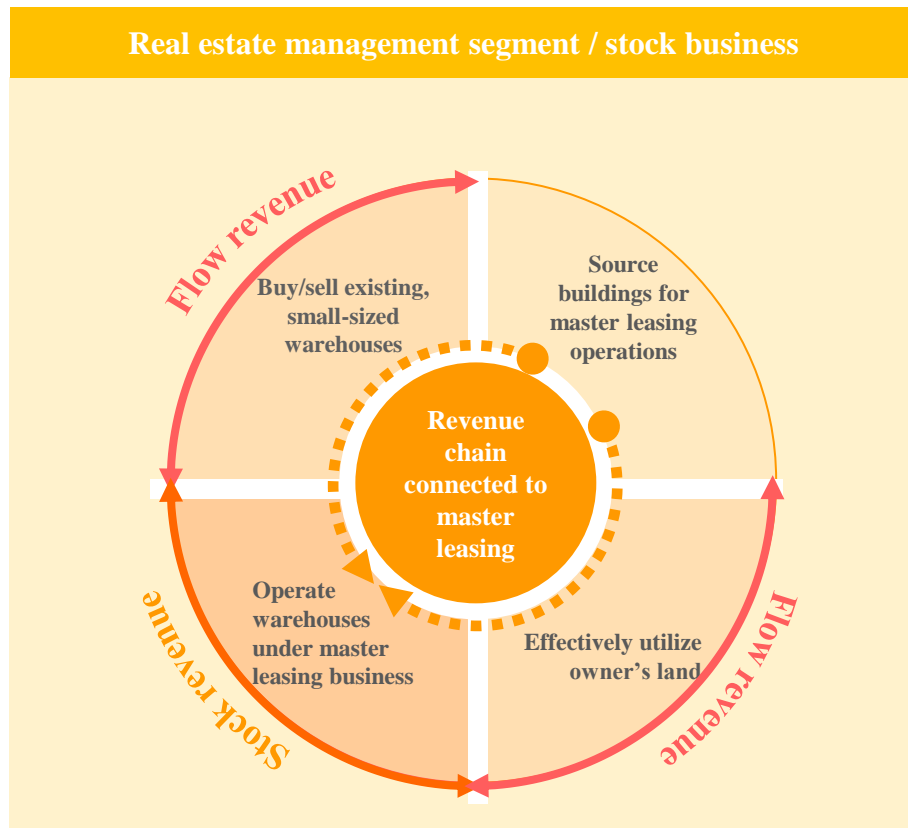 Real estate management segment / stock business
Flow revenue
Buy/sell existing,
small-sized
warehouses
Source
buildings for
master leasing
operations
Revenue
chain
connected to
master
leasing
Operate
warehouses
under master
leasing business
Effectively utilize
owner’s land
Stock revenue
Flow revenue